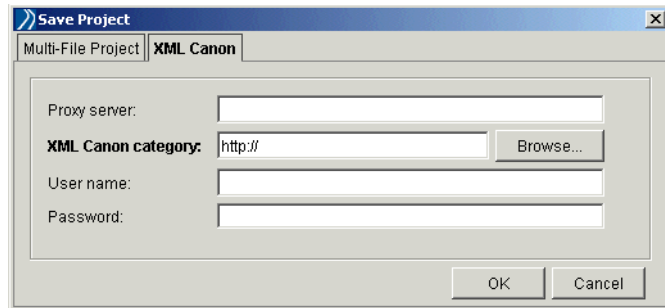 Save Project
Multi-File Project XML Canon
Proxy server:
XML Canon category: http:// Browse...
User name:
Password:
OK Cancel